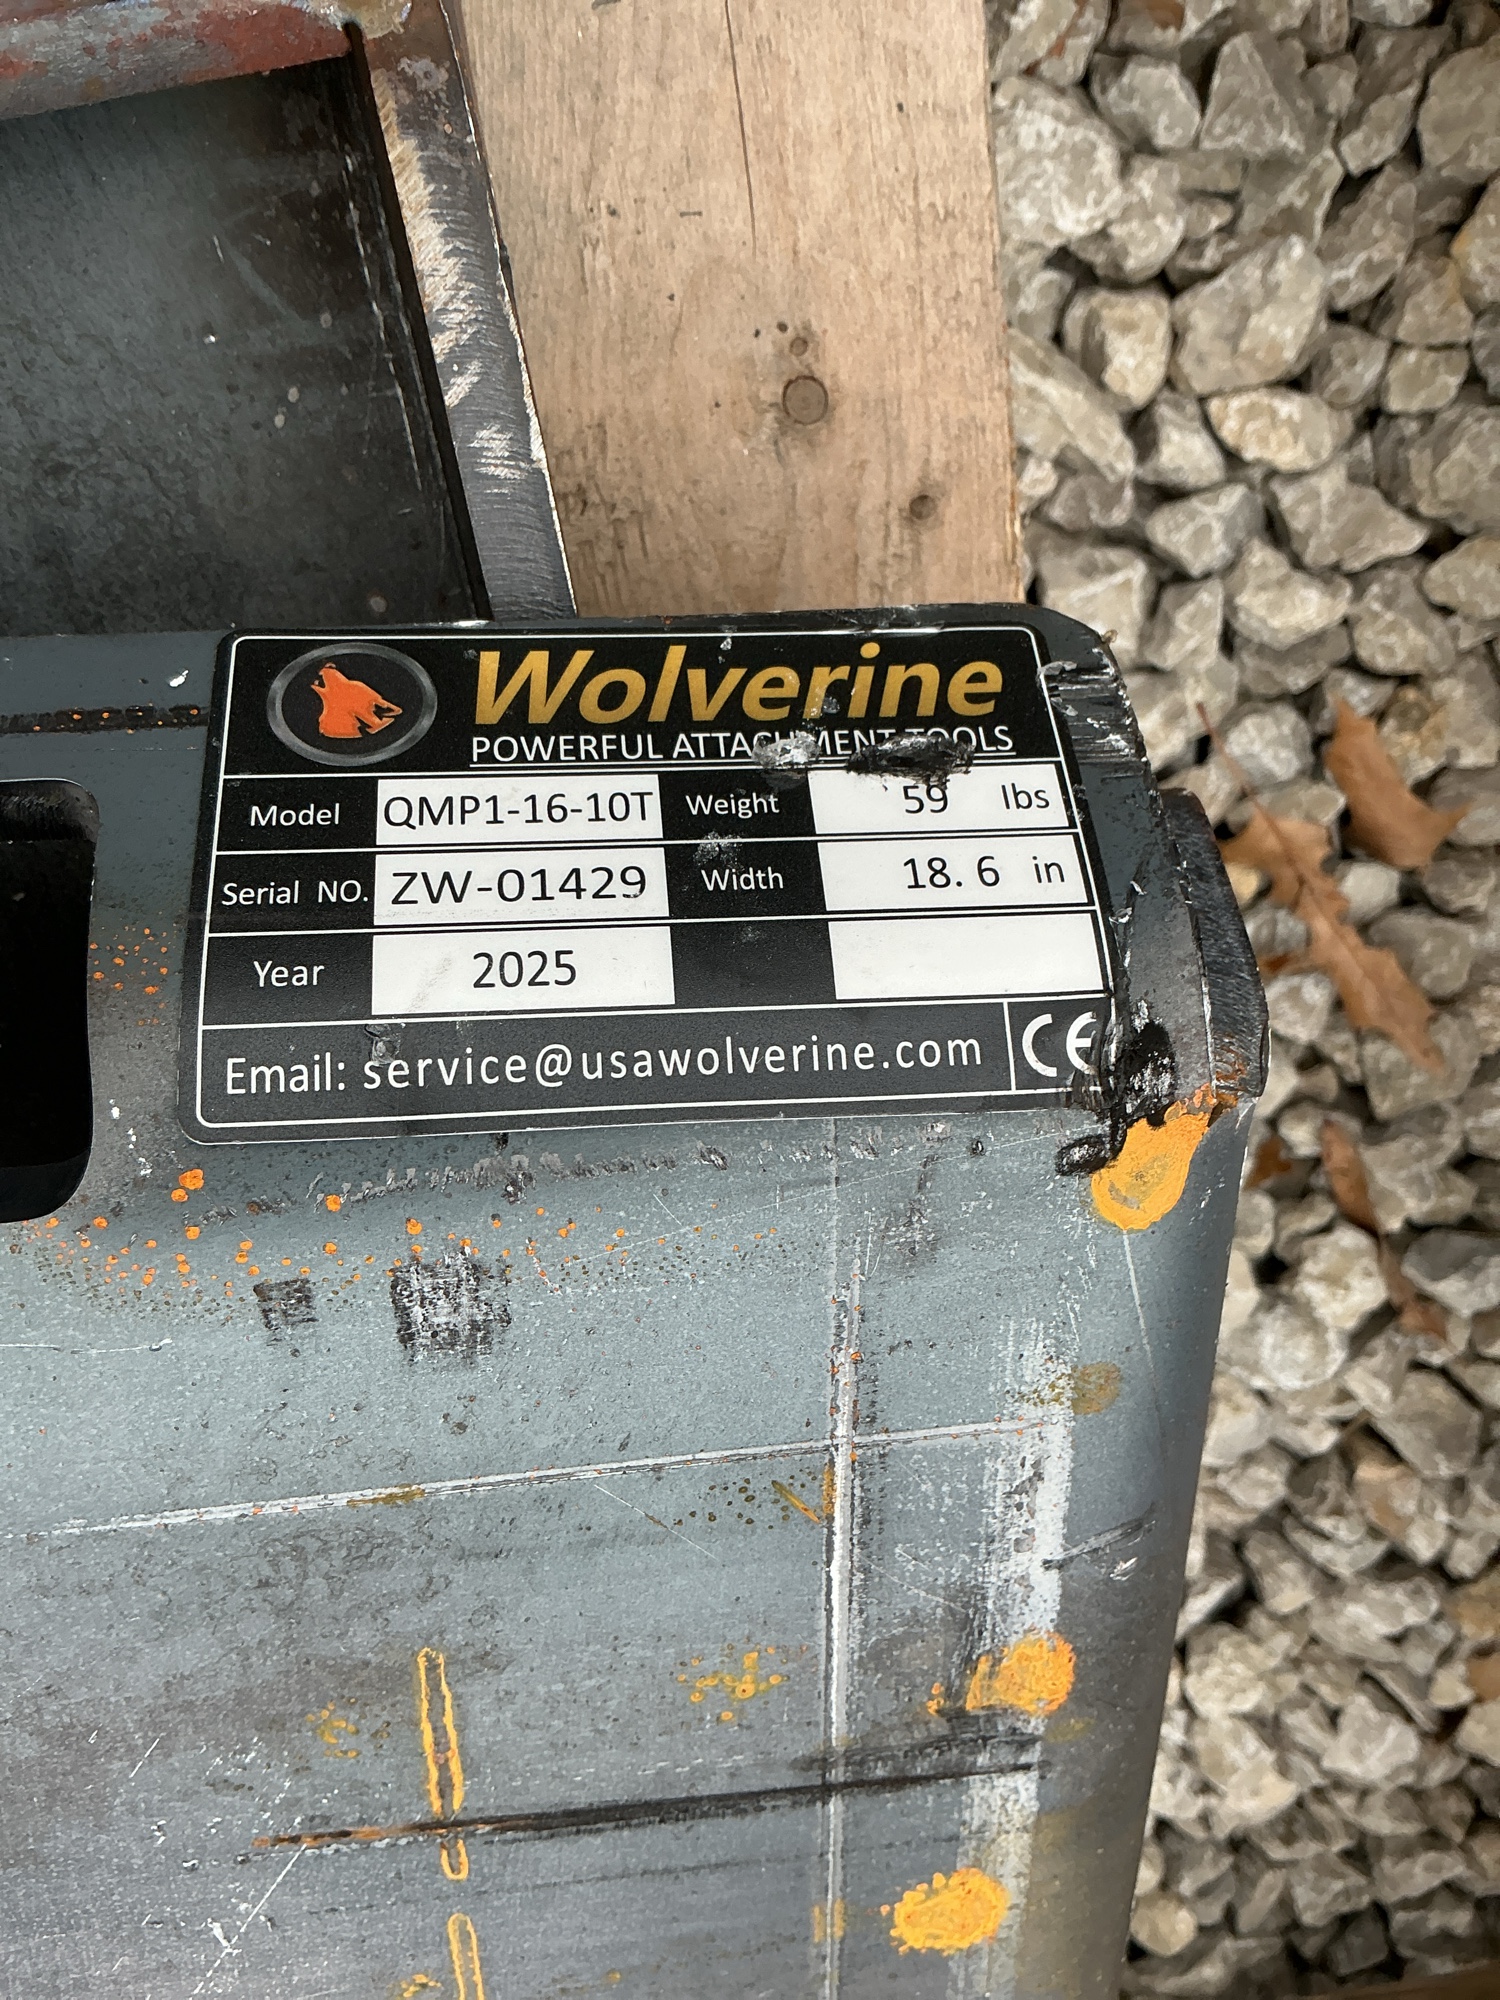 Wolverine
POWERFUL ATTACHMENT TOOLS
Model QMP1-16-10T Weight 59 lbs
Serial NO. ZW-01429 Width 18.6 in
Year 2025
Email: service@usawolverine.com CE